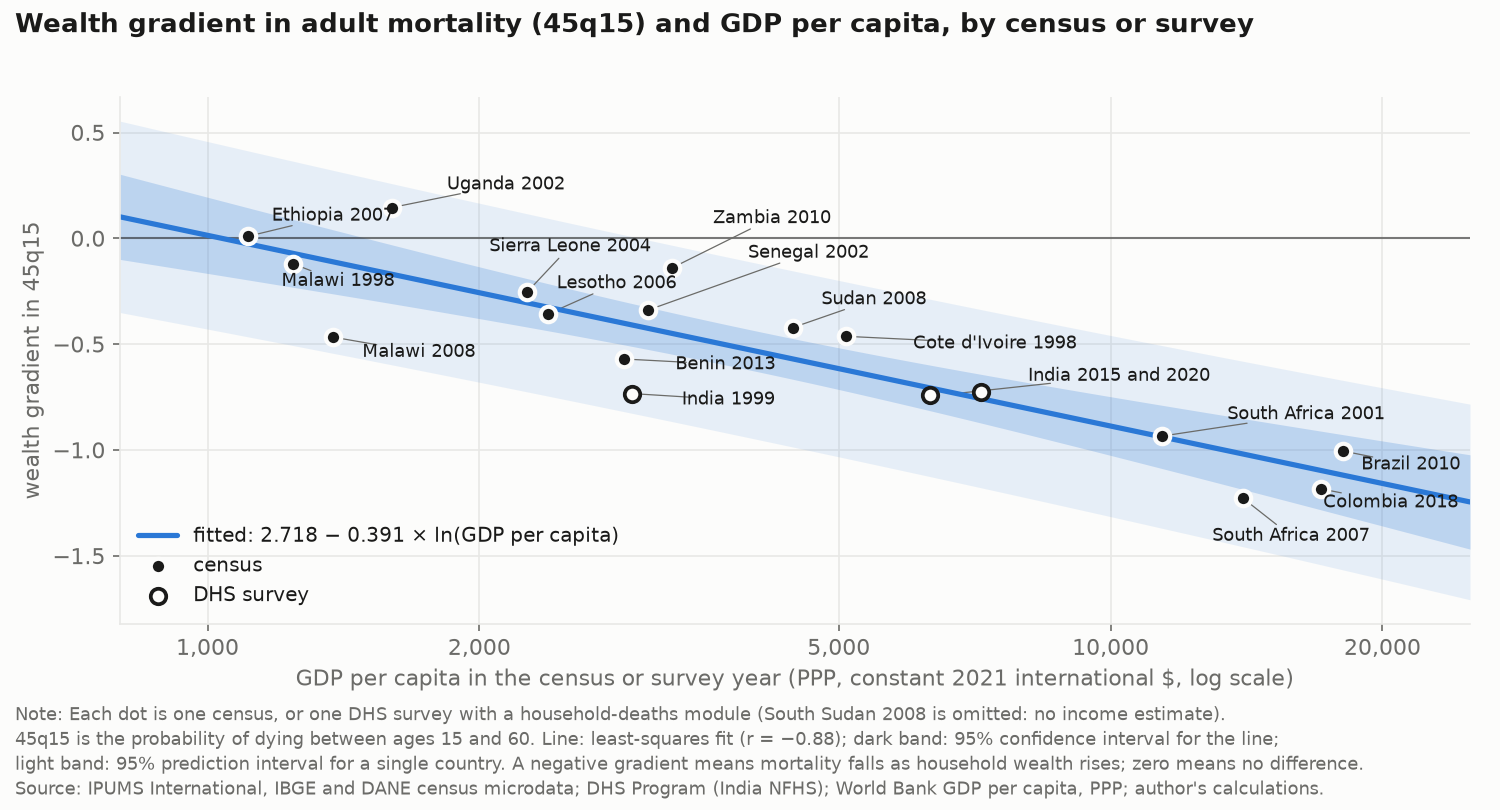 Wealth gradient in adult mortality (45q15) and GDP per capita, by census or survey
wealth gradient in 45q15
0.5
0.0
−0.5
−1.0
−1.5
Uganda 2002
Ethiopia 2007
Zambia 2010
Sierra Leone 2004
Senegal 2002
Malawi 1998
Lesotho 2006
Sudan 2008
Cote d'Ivoire 1998
Malawi 2008
Benin 2013
India 2015 and 2020
India 1999
South Africa 2001
Brazil 2010
Colombia 2018
South Africa 2007
fitted: 2.718 − 0.391 × ln(GDP per capita)
census
DHS survey
1,000
2,000
5,000
10,000
20,000
GDP per capita in the census or survey year (PPP, constant 2021 international $, log scale)
Note: Each dot is one census, or one DHS survey with a household-deaths module (South Sudan 2008 is omitted: no income estimate).
45q15 is the probability of dying between ages 15 and 60. Line: least-squares fit (r = −0.88); dark band: 95% confidence interval for the line;
light band: 95% prediction interval for a single country. A negative gradient means mortality falls as household wealth rises; zero means no difference.
Source: IPUMS International, IBGE and DANE census microdata; DHS Program (India NFHS); World Bank GDP per capita, PPP; author's calculations.